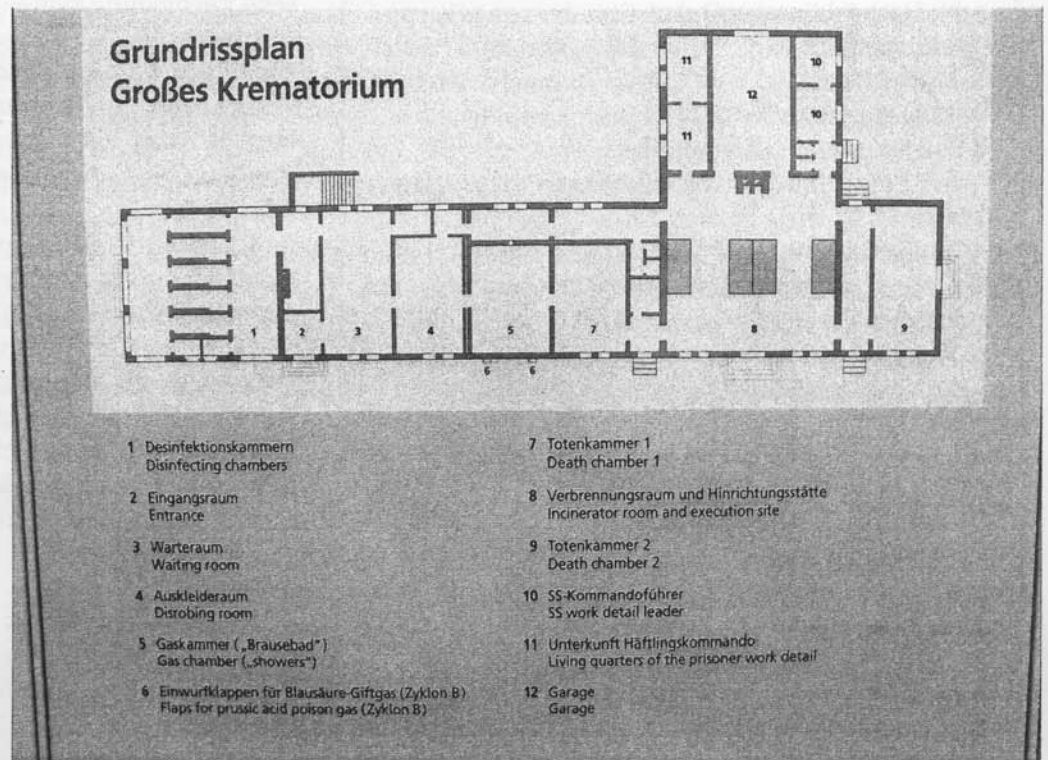 Grundrissplan
Großes Krematorium
11
12
10
11
10
1
2
3
4
5
7
8
9
6
6
1 Desinfektionskammern
Disinfecting chambers
2 Eingangsraum
Entrance
3 Warteraum
Waiting room
4 Auskleideraum
Disrobing room
5 Gaskammer („Brausebad“)
Gas chamber („showers“)
6 Einwurfklappen für Blausäure-Giftgas (Zyklon B)
Flaps for prussic acid poison gas (Zyklon B)
7 Totenkammer 1
Death chamber 1
8 Verbrennungsraum und Hinrichtungsstätte
Incinerator room and execution site
9 Totenkammer 2
Death chamber 2
10 SS-Kommandoführer
SS work detail leader
11 Unterkunft Häftlingskommando
Living quarters of the prisoner work detail
12 Garage
Garage